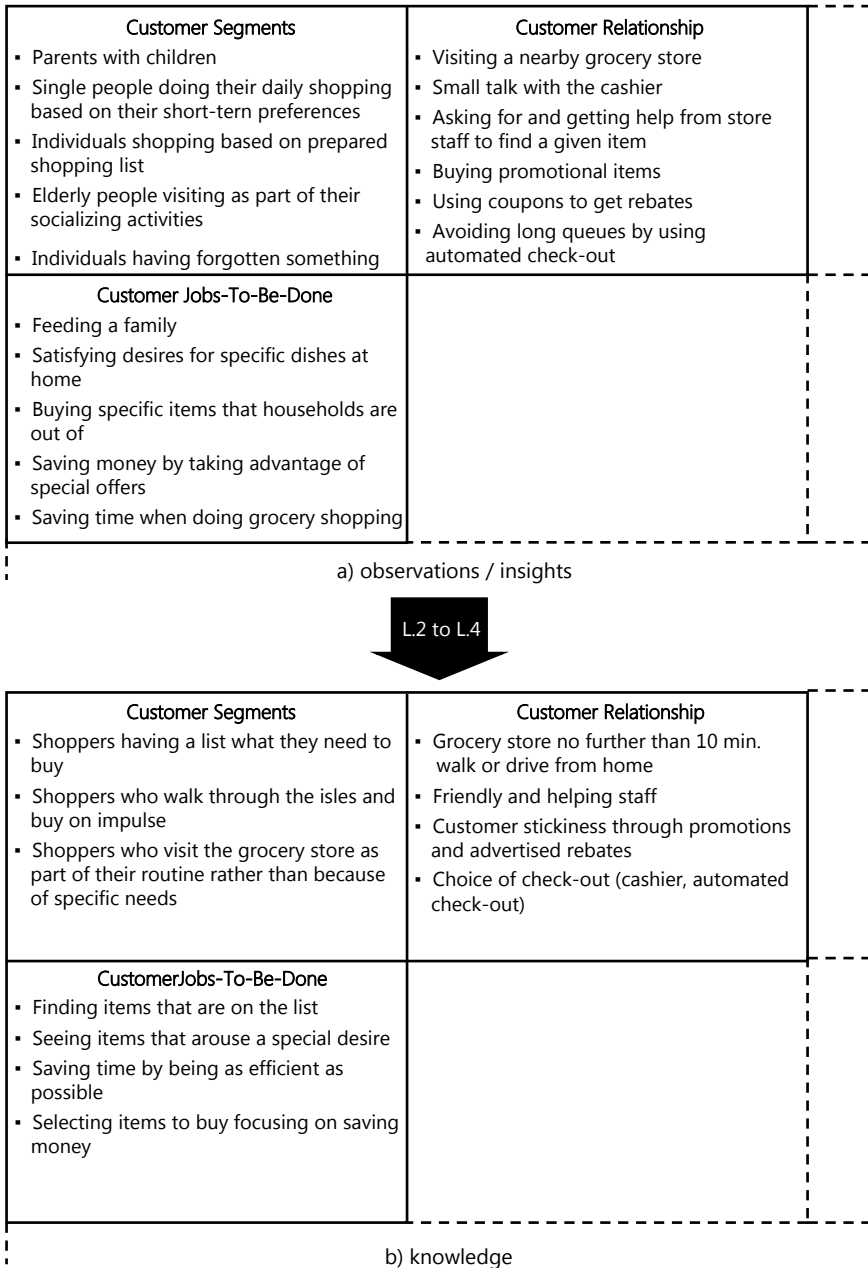 Customer Segments
▪ Parents with children
▪ Single people doing their daily shopping
based on their short-tern preferences
▪ Individuals shopping based on prepared
shopping list
▪ Elderly people visiting as part of their
socializing activities
▪ Individuals having forgotten something
Customer Relationship
▪ Visiting a nearby grocery store
▪ Small talk with the cashier
▪ Asking for and getting help from store
staff to find a given item
▪ Buying promotional items
▪ Using coupons to get rebates
▪ Avoiding long queues by using
automated check-out
Customer Jobs-To-Be-Done
▪ Feeding a family
▪ Satisfying desires for specific dishes at
home
▪ Buying specific items that households are
out of
▪ Saving money by taking advantage of
special offers
▪ Saving time when doing grocery shopping
a) observations / insights
L.2 to L.4
Customer Segments
▪ Shoppers having a list what they need to
buy
▪ Shoppers who walk through the isles and
buy on impulse
▪ Shoppers who visit the grocery store as
part of their routine rather than because
of specific needs
Customer Relationship
▪ Grocery store no further than 10 min.
walk or drive from home
▪ Friendly and helping staff
▪ Customer stickiness through promotions
and advertised rebates
▪ Choice of check-out (cashier, automated
check-out)
CustomerJobs-To-Be-Done
▪ Finding items that are on the list
▪ Seeing items that arouse a special desire
▪ Saving time by being as efficient as
possible
▪ Selecting items to buy focusing on saving
money
b) knowledge